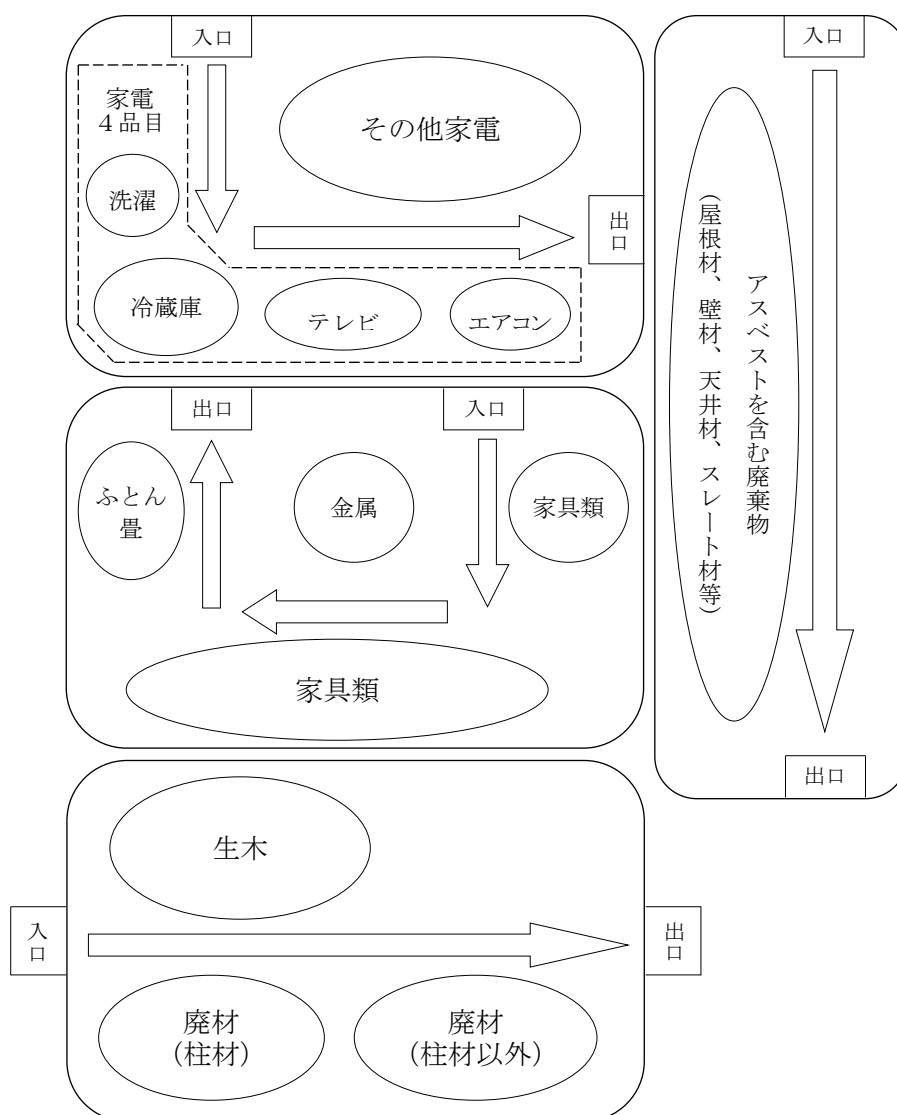 入口
家電
４品目
その他家電
洗濯
出
口
冷蔵庫
テレビ
エアコン
入口
アスベストを含む廃棄物
(屋根材、壁材、天井材、スレート材等)
出口
出口
入口
ふとん
畳
金属
家具類
家具類
生木
入
口
出
口
廃材
(柱材)
廃材
(柱材以外)